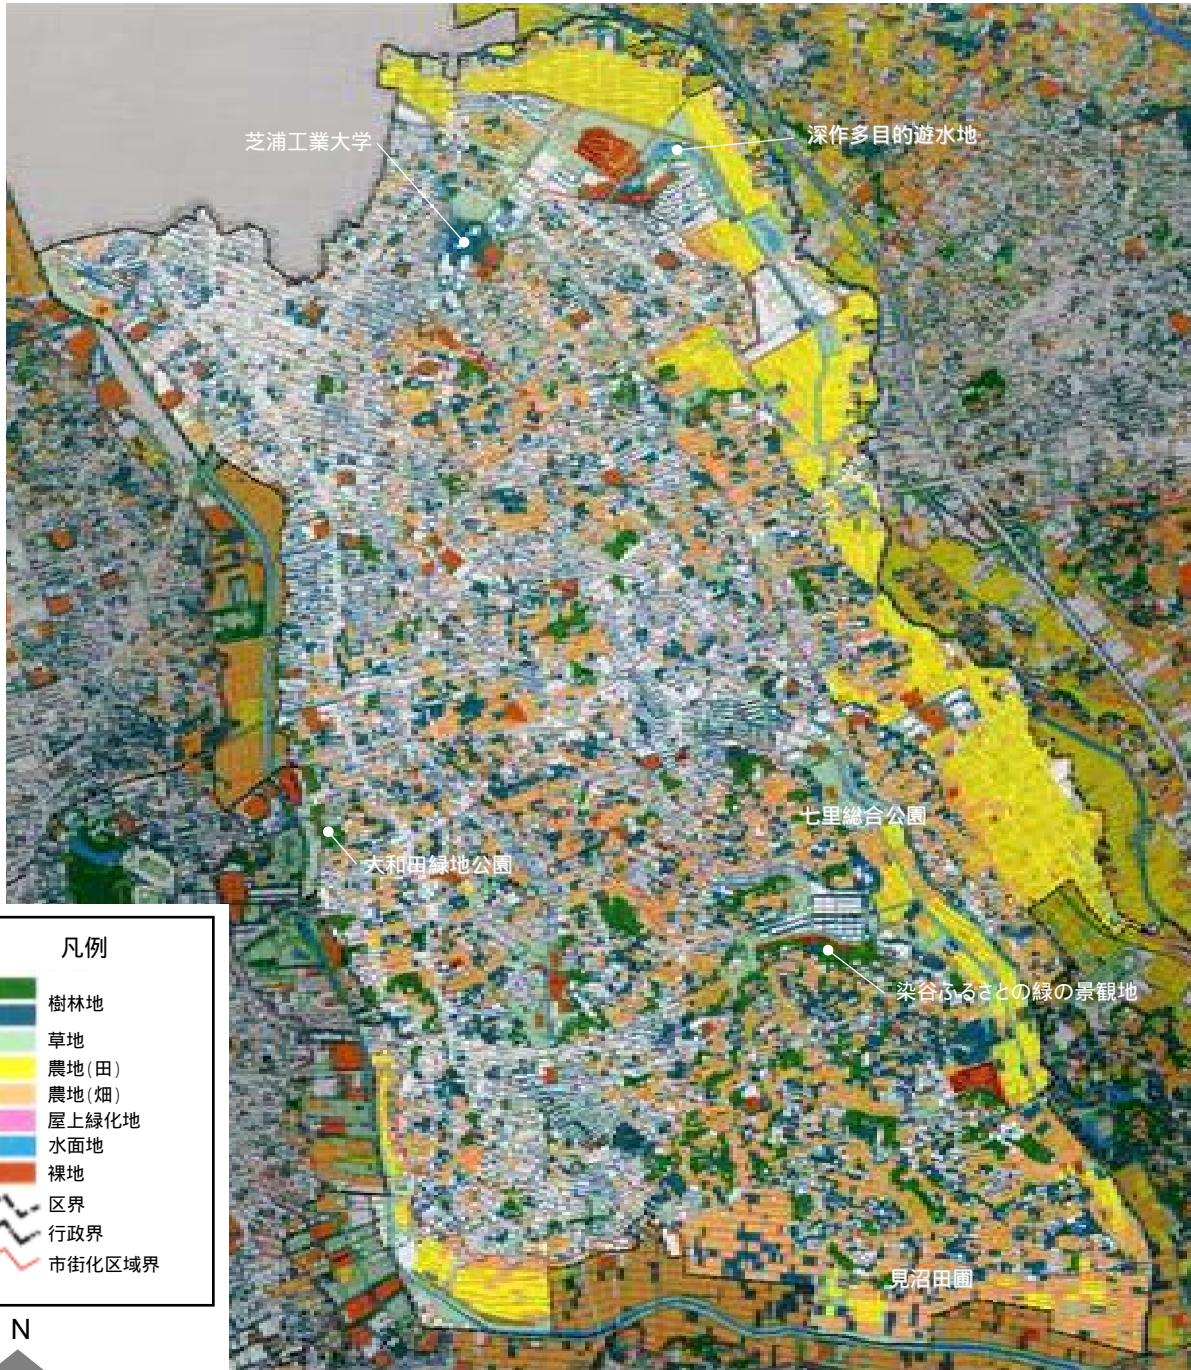 芝浦工業大学
深作多目的遊水地
七里総合公園
大和田緑地公園
染谷ふるさとの緑の景観地
見沼田圃
凡例
樹林地
草地
農地(田)
農地(畑)
屋上緑化地
水面地
裸地
区界
行政界
市街化区域界
N